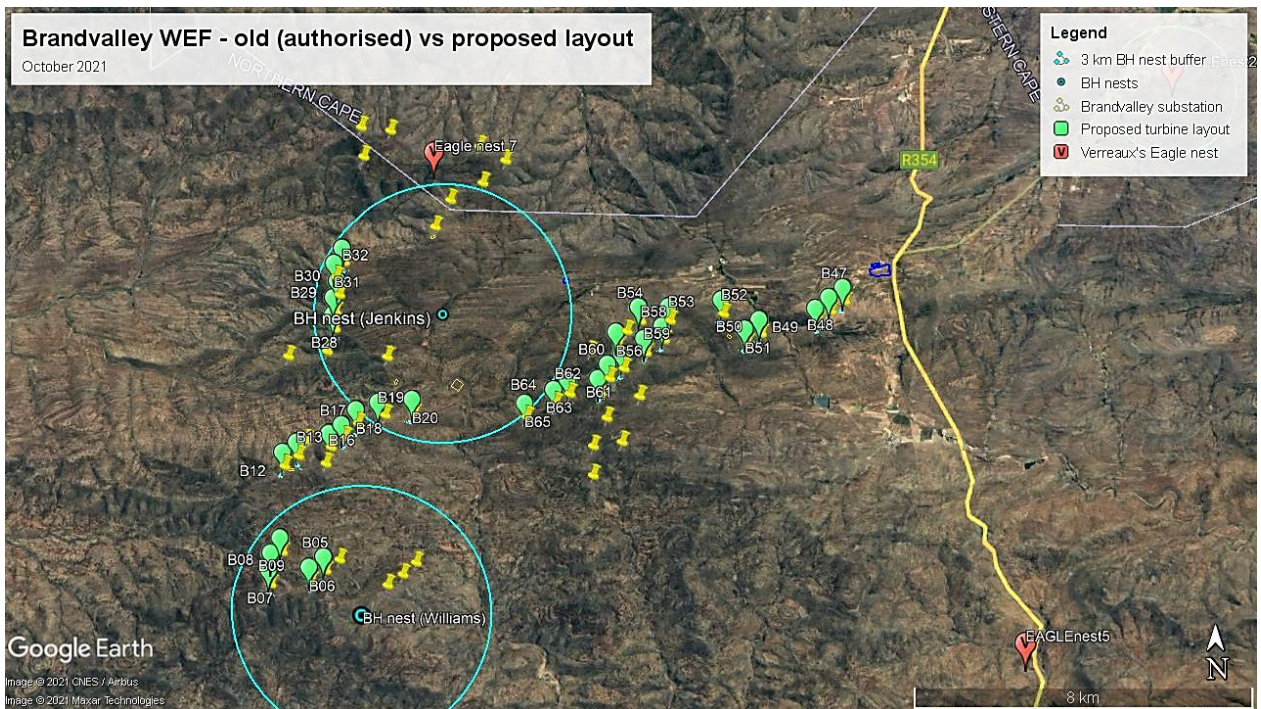 Brandvalley WEF - old (authorised) vs proposed layout
October 2021
Legend
3 km BH nest buffer
BH nests
Brandvalley substation
Proposed turbine layout
V Verreaux's Eagle nest
NORTHERN CAPE
STERN CAPE
Eagle nest 7
R354
B32
B30
B31
B29
BH nest (Jenkins)
B28
B47
B54
B53
B52
B58
B50
B49
B48
B59
B51
B60
B56
B62
B64
B61
B63
B65
B19
B17
B20
B18
B13
B16
B12
B05
B08
B09
B06
B07
BH nest (Williams)
EAGLEnest5
Google Earth
Image © 2021 CNES / Airbus
Image © 2021 Maxar Technologies
N
8 km